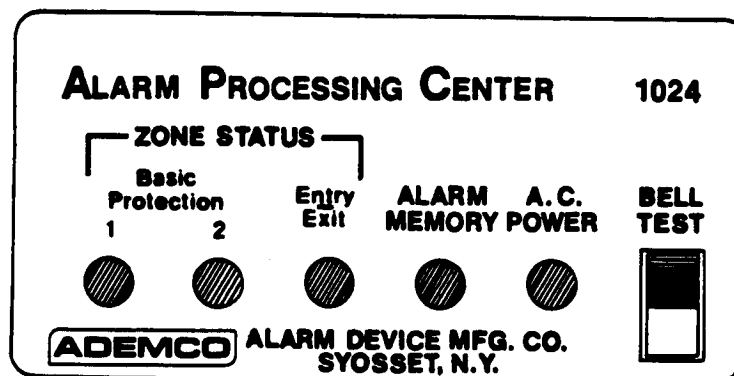 ALARM PROCESSING CENTER 1024
ZONE STATUS
Basic Protection
1 2
Entry
Exit
ALARM MEMORY
A.C. POWER
BELL TEST
ADEMCO
ALARM DEVICE MFG. CO.
SYOSSET, N.Y.